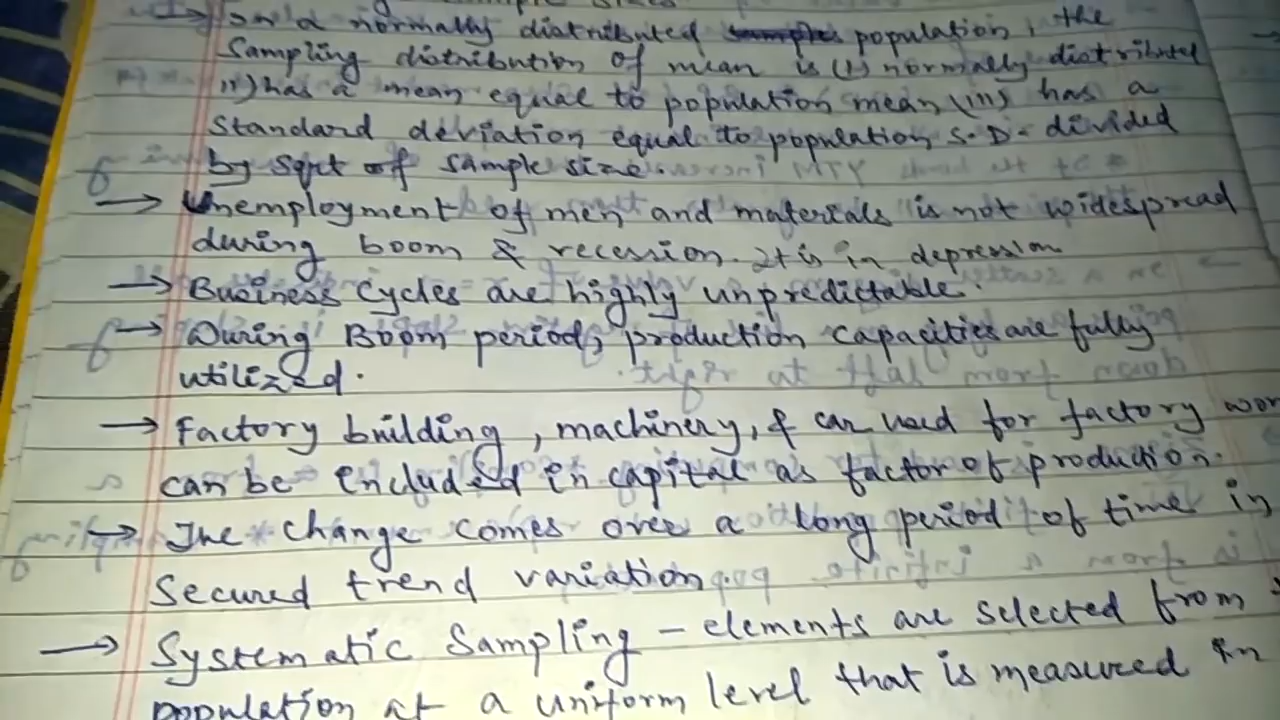 → In a normally distributed population, the
Sampling distribution of mean is (i) normally distributed
ii) has a mean equal to population mean (iii) has a
Standard deviation equal to population S.D. divided
by sqrt of sample size.
→ Unemployment of men and materials is not widespread
during boom & recession. It is in depression
→ Business Cycles are highly unpredictable.
→ During Boom period, production capacities are fully
utilized.
→ Factory building, machinery, & car used for factory wor
can be included in capital as factor of production.
→ The change comes over a long period of time in
Secured trend variation.
→ Systematic Sampling – elements are selected from
population at a uniform level that is measured in